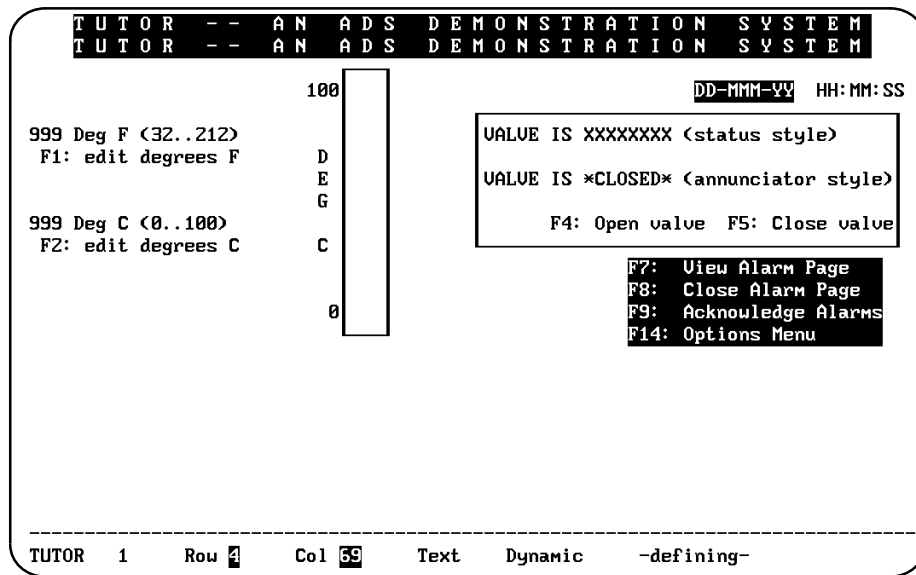 T U T O R -- A N A D S D E M O N S T R A T I O N S Y S T E M
T U T O R -- A N A D S D E M O N S T R A T I O N S Y S T E M
100
DD-MMM-YY HH:MM:SS
999 Deg F (32..212)
F1: edit degrees F
D
E
G
C
999 Deg C (0..100)
F2: edit degrees C
0
VALUE IS XXXXXXXX (status style)
VALUE IS *CLOSED* (annunciator style)
F4: Open valve F5: Close valve
F7: View Alarm Page
F8: Close Alarm Page
F9: Acknowledge Alarms
F14: Options Menu
TUTOR 1 Row 4 Col 69 Text Dynamic -defining-